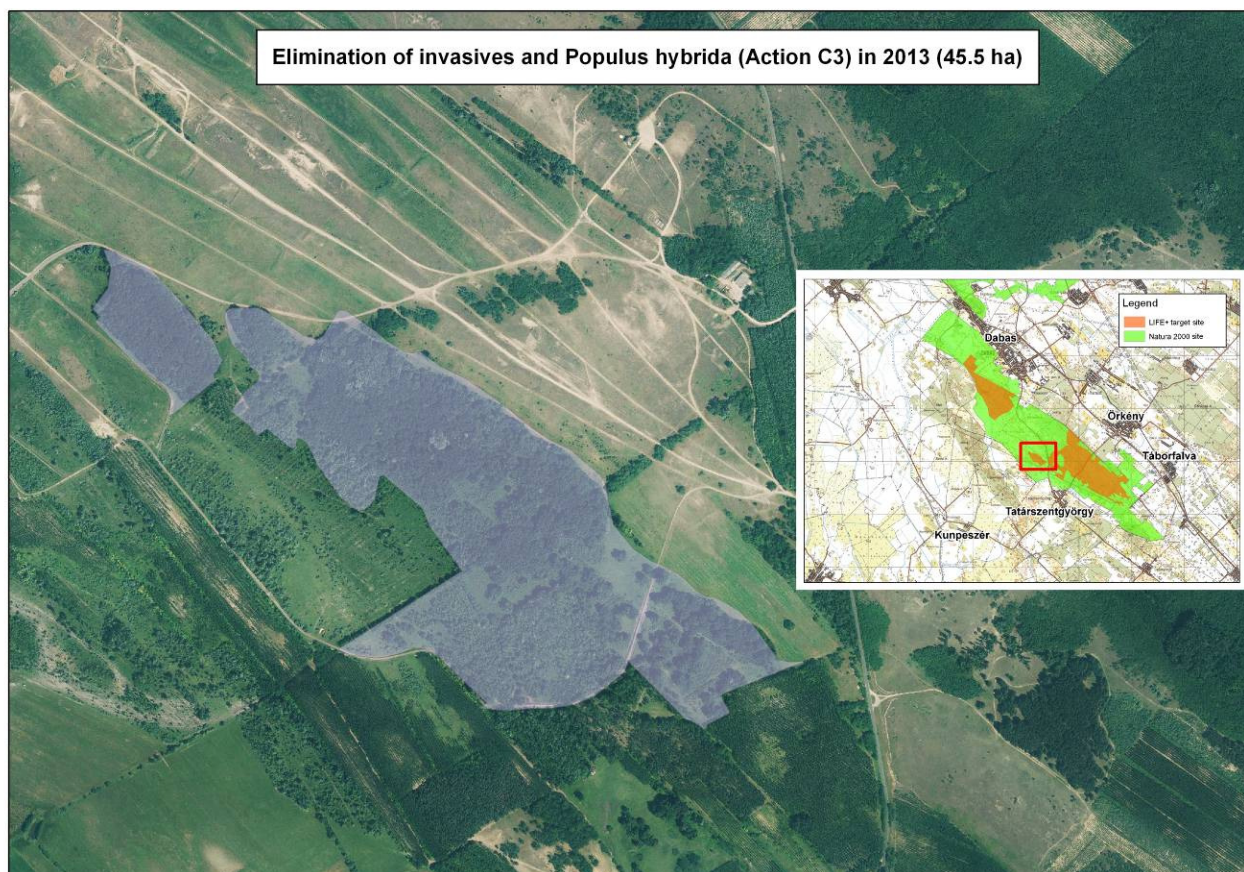 Elimination of invasives and Populus hybrida (Action C3) in 2013 (45.5 ha)
Legend
LIFE+ target site
Natura 2000 site
Dabas
Örkény
Táborfalva
Tatárszentgyörgy
Kunpeszér